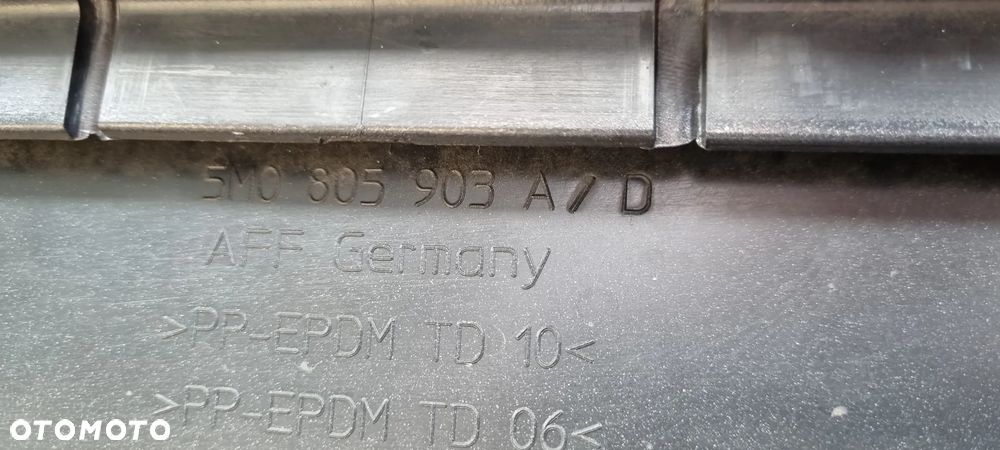 5M0 805 903 A / D
AFF Germany
>PP-EPDM TD 10<
>PP-EPDM TD 06<
OTOMOTO